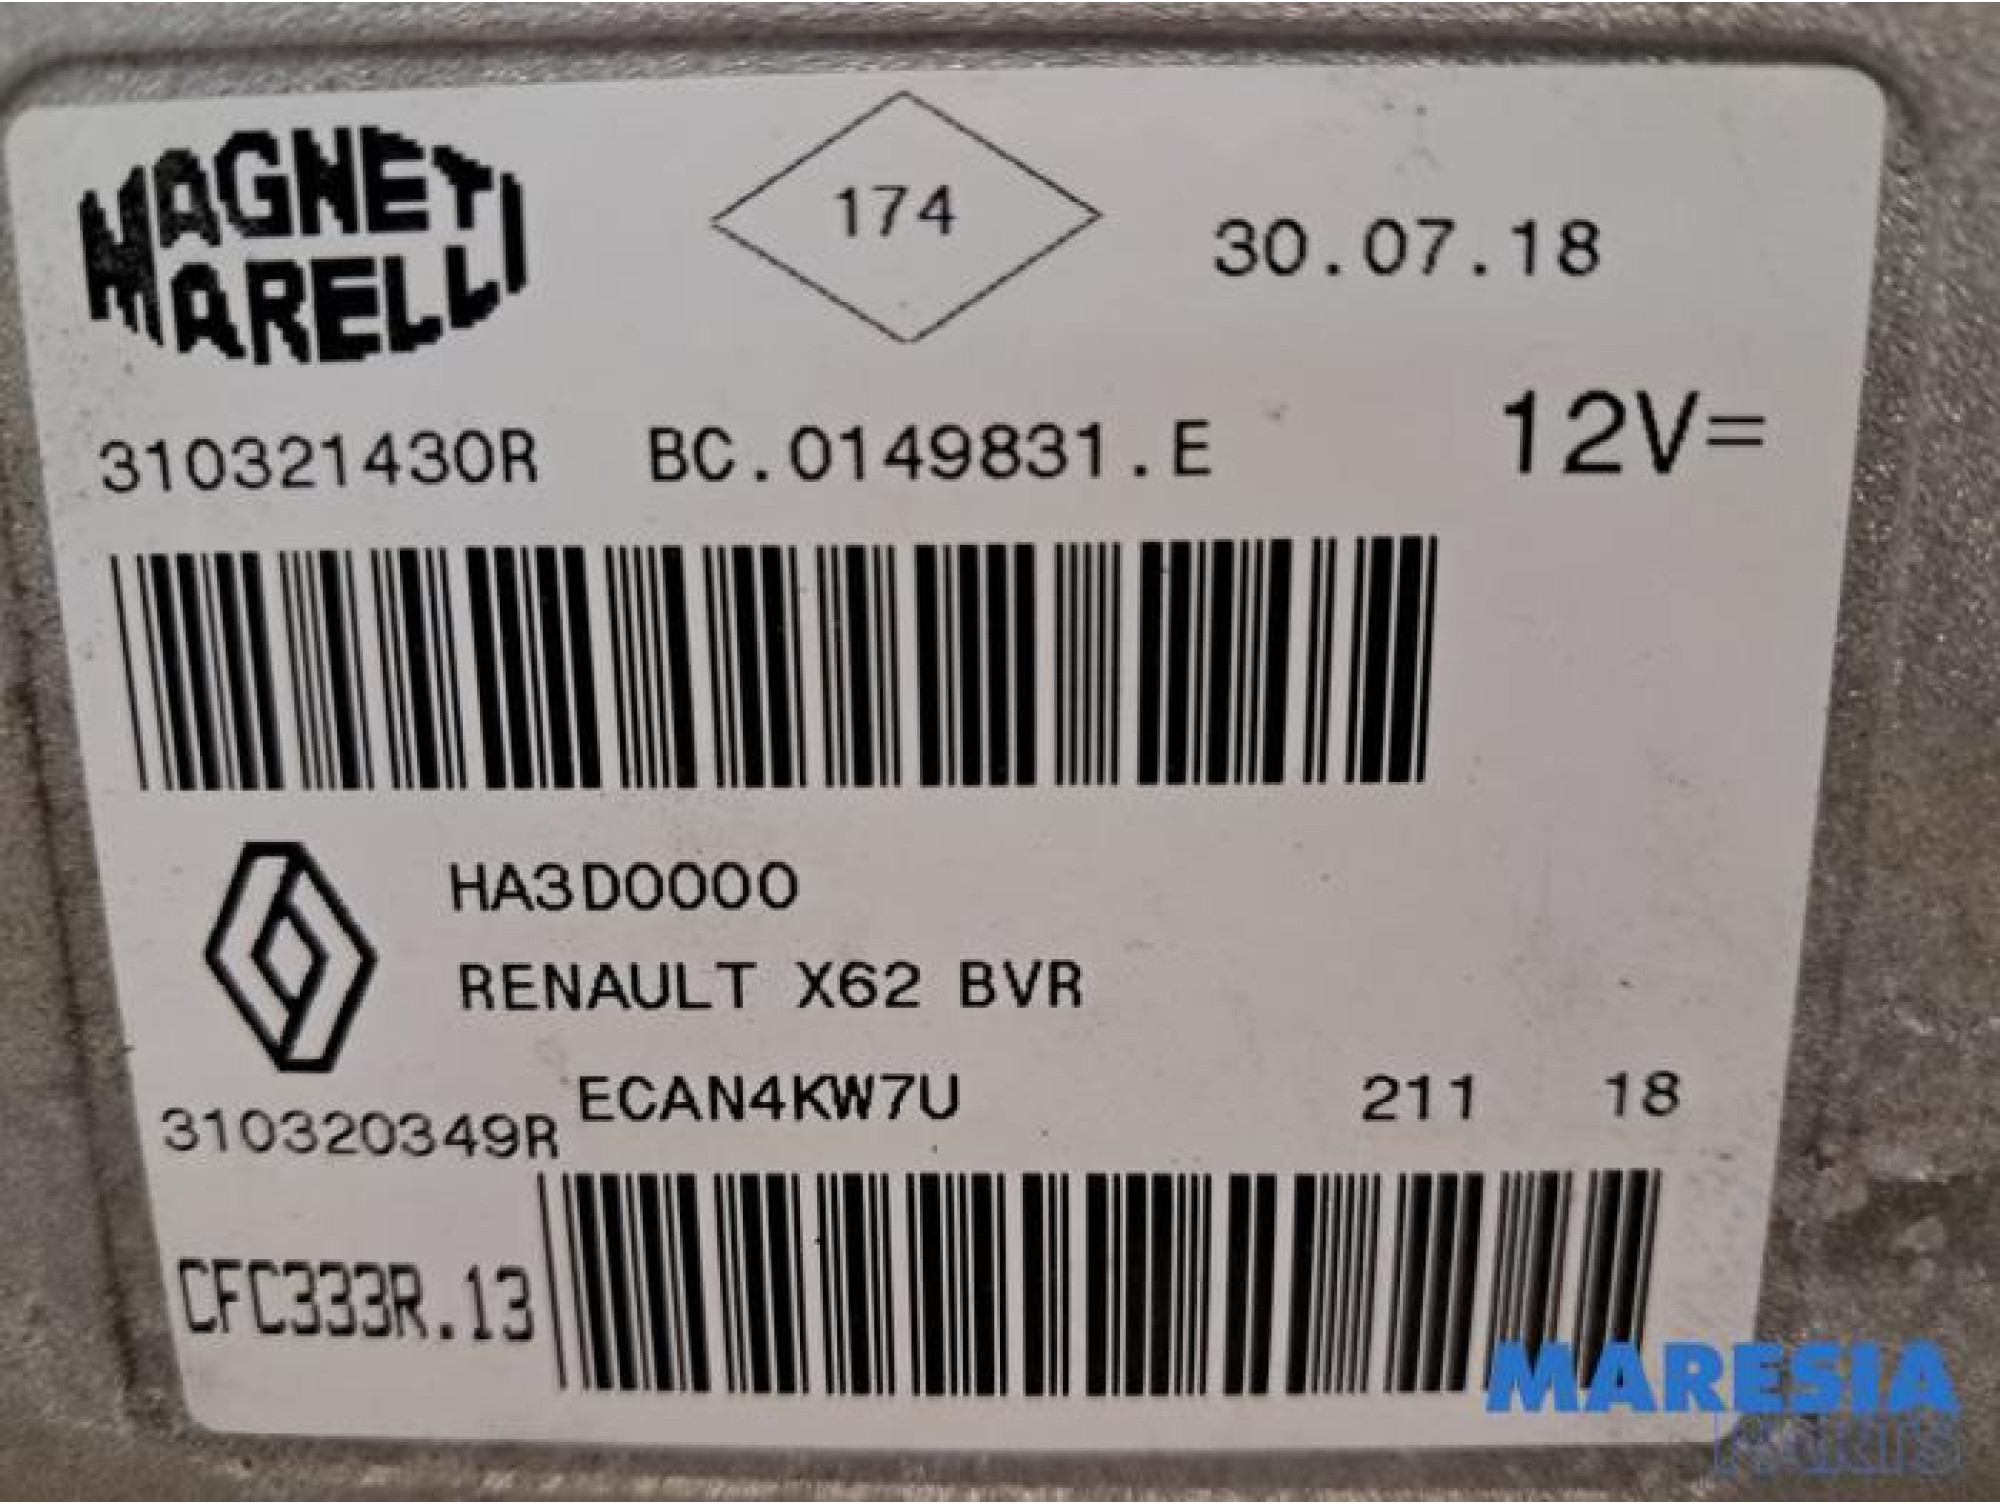 MAGNETI
MARELLI
174
30.07.18
310321430R BC.0149831.E 12V=
HA3D0000
RENAULT X62 BVR
ECAN4KW7U 211 18
310320349R
CFC333R.13
MARESIA
PARTS